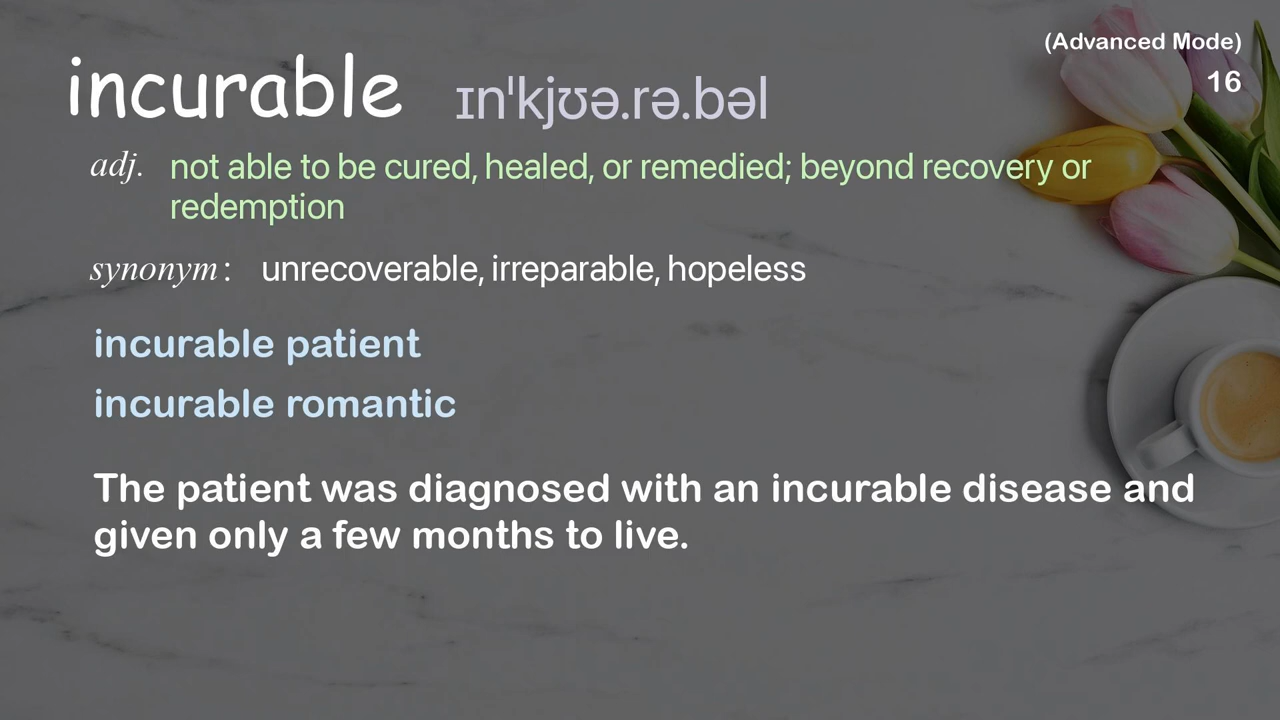 (Advanced Mode)
16
incurable ɪnˈkjʊə.rə.bəl
adj. not able to be cured, healed, or remedied; beyond recovery or
redemption
synonym : unrecoverable, irreparable, hopeless
incurable patient
incurable romantic
The patient was diagnosed with an incurable disease and
given only a few months to live.